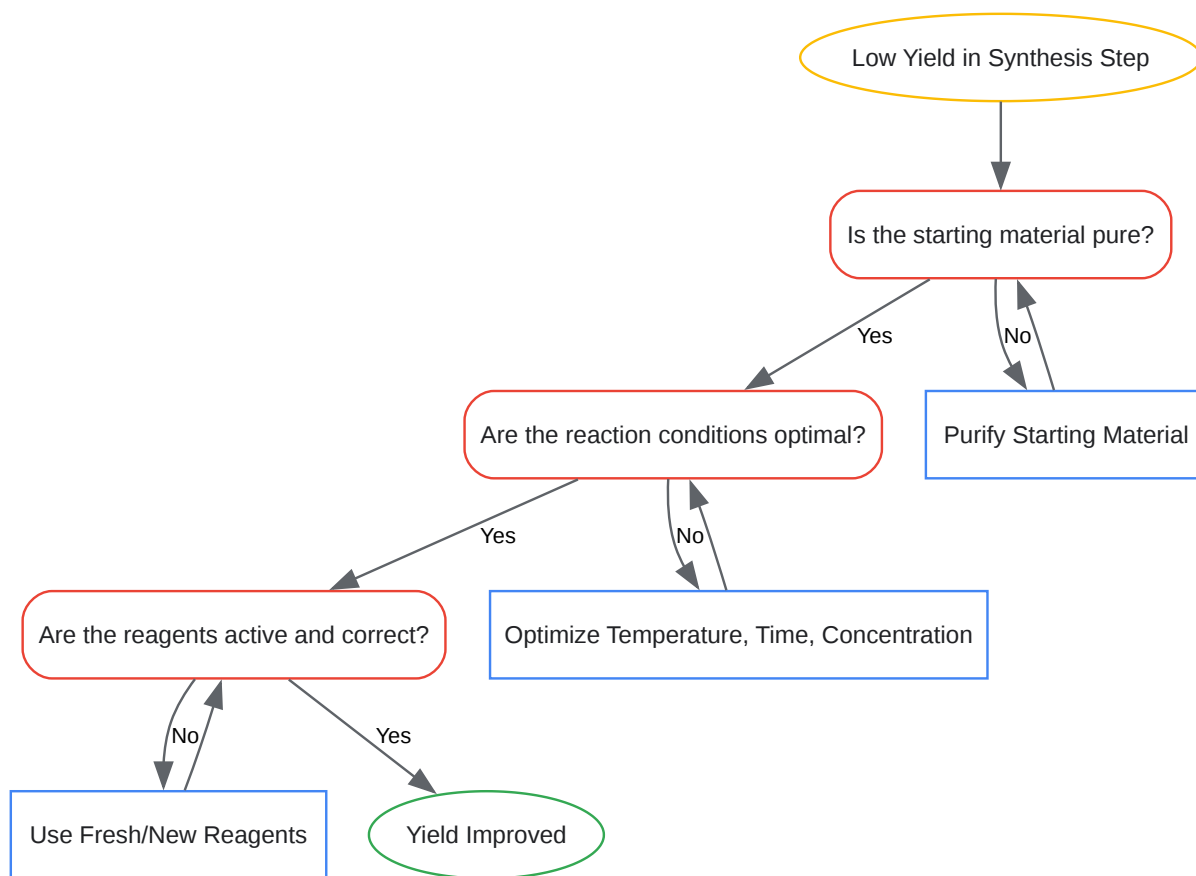 Low Yield in Synthesis Step
Is the starting material pure?
Yes
No
Are the reaction conditions optimal?
Purify Starting Material
Yes
No
Are the reagents active and correct?
Optimize Temperature, Time, Concentration
No
Yes
Use Fresh/New Reagents
Yield Improved